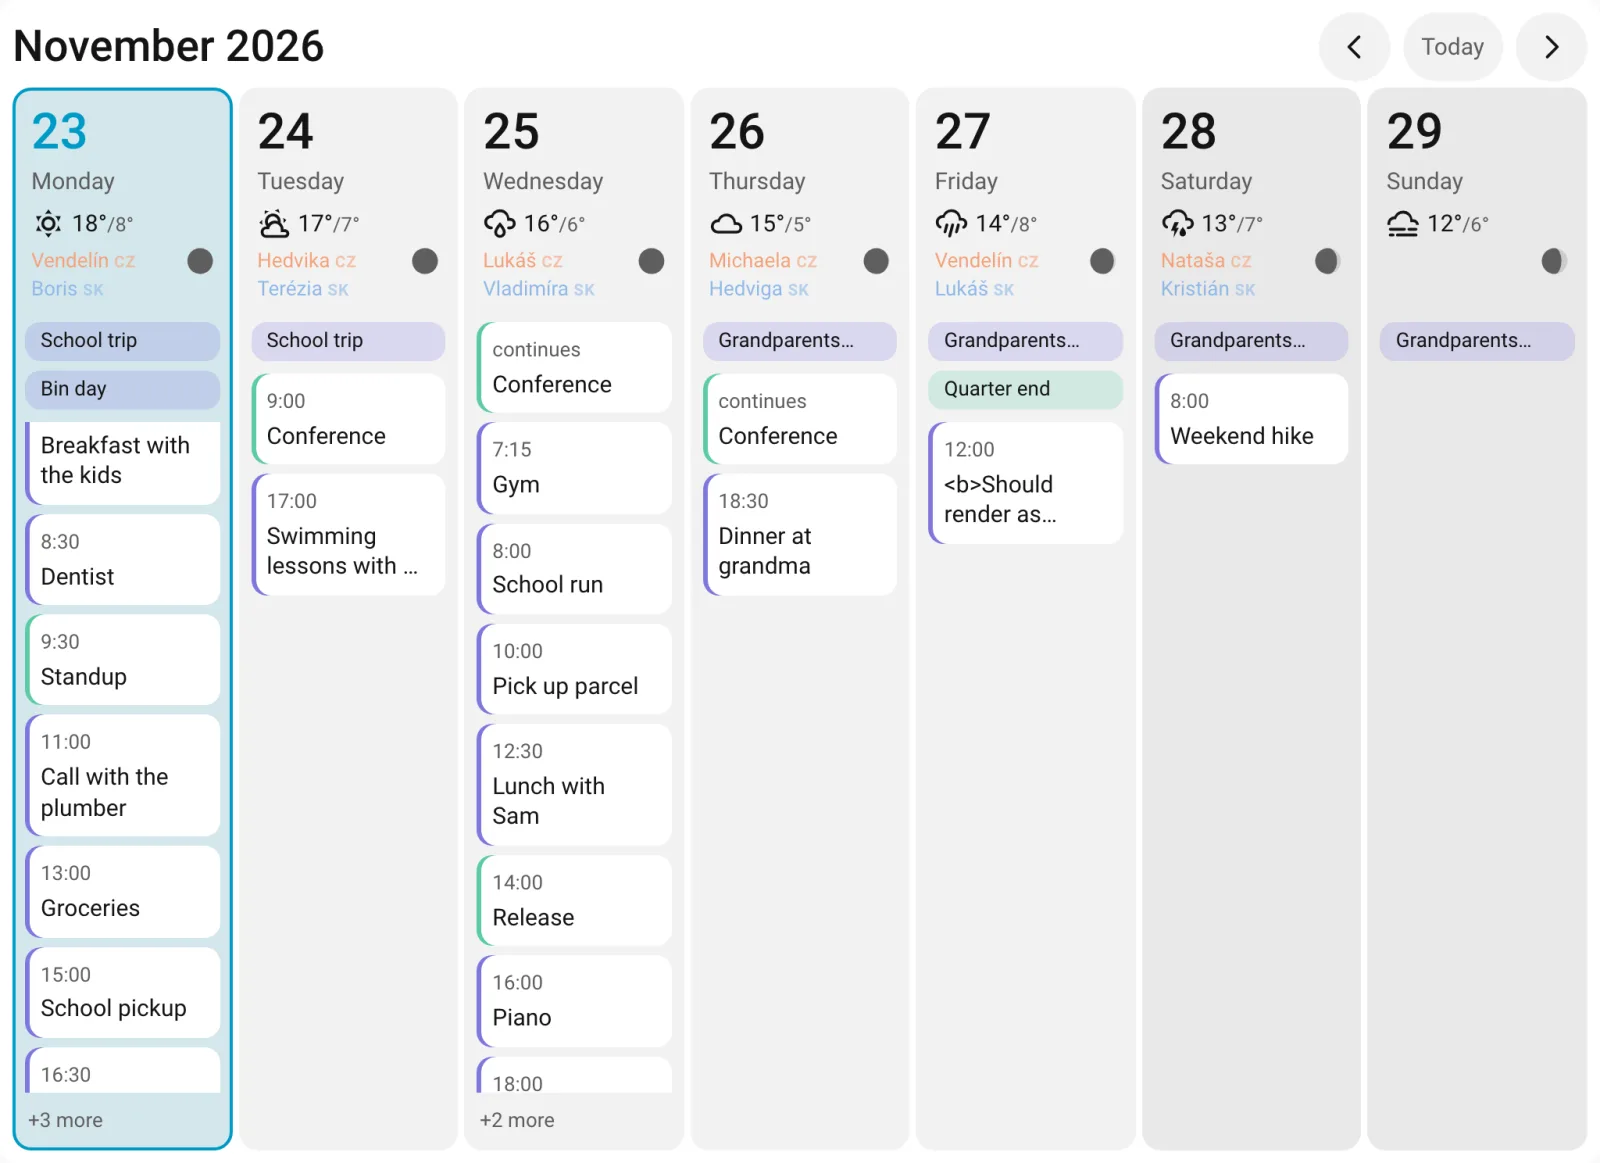 November 2026
Today
23
Monday
18°/8°
Vendelín CZ
Boris SK
School trip
Bin day
Breakfast with
the kids
8:30
Dentist
9:30
Standup
11:00
Call with the
plumber
13:00
Groceries
15:00
School pickup
16:30
+3 more
24
Tuesday
17°/7°
Hedvika CZ
Terézia SK
School trip
9:00
Conference
17:00
Swimming
lessons with ...
25
Wednesday
16°/6°
Lukáš CZ
Vladimíra SK
continues
Conference
7:15
Gym
8:00
School run
10:00
Pick up parcel
12:30
Lunch with
Sam
14:00
Release
16:00
Piano
18:00
+2 more
26
Thursday
15°/5°
Michaela CZ
Hedviga SK
Grandparents...
continues
Conference
18:30
Dinner at
grandma
27
Friday
14°/8°
Vendelín CZ
Lukáš SK
Grandparents...
Quarter end
12:00
&lt;b&gt;Should
render as...
28
Saturday
13°/7°
Nataša CZ
Kristián SK
Grandparents...
8:00
Weekend hike
29
Sunday
12°/6°
Grandparents...